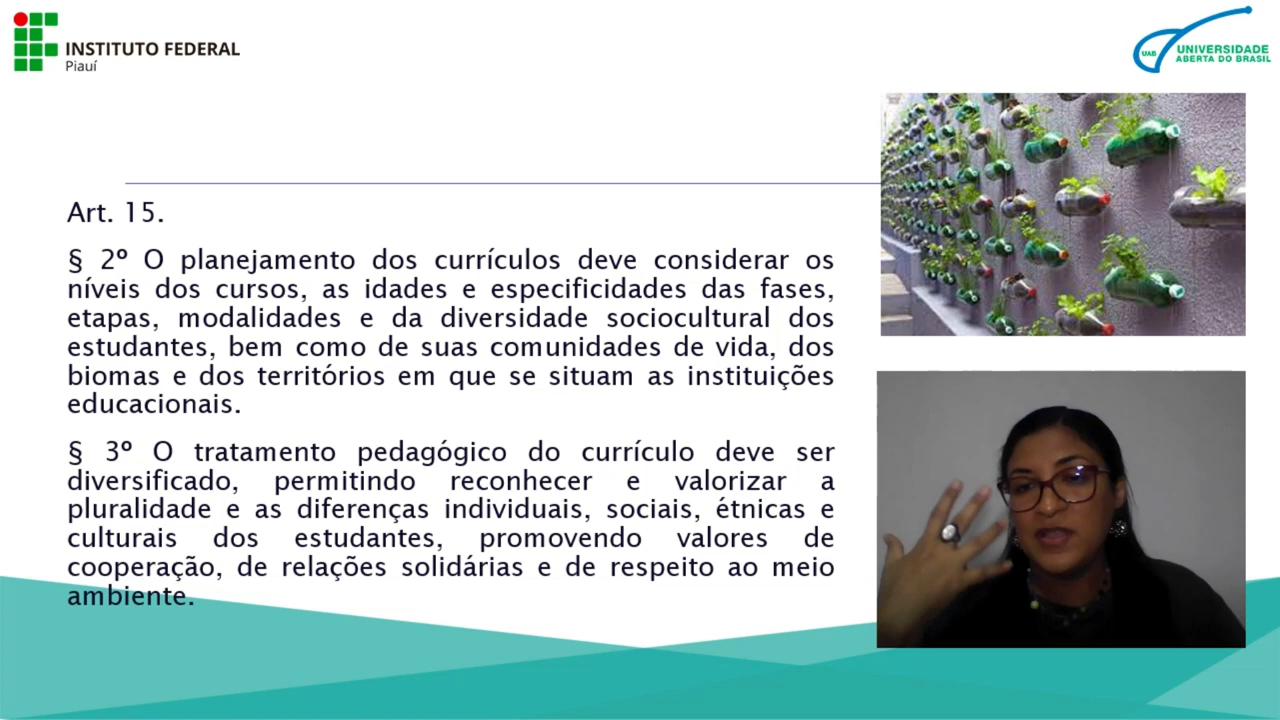 INSTITUTO FEDERAL
Piauí
UAB
UNIVERSIDADE
ABERTA DO BRASIL
Art. 15.
§ 2º O planejamento dos currículos deve considerar os
níveis dos cursos, as idades e especificidades das fases,
etapas, modalidades e da diversidade sociocultural dos
estudantes, bem como de suas comunidades de vida, dos
biomas e dos territórios em que se situam as instituições
educacionais.
§ 3º O tratamento pedagógico do currículo deve ser
diversificado, permitindo reconhecer e valorizar a
pluralidade e as diferenças individuais, sociais, étnicas e
culturais dos estudantes, promovendo valores de
cooperação, de relações solidárias e de respeito ao meio
ambiente.